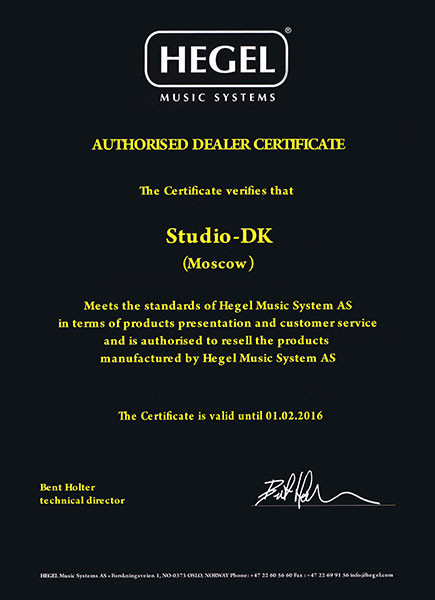 HEGEL®
MUSIC SYSTEMS
AUTHORISED DEALER CERTIFICATE
The Certificate verifies that
Studio-DK
(Moscow)
Meets the standards of Hegel Music System AS
in terms of products presentation and customer service
and is authorised to resell the products
manufactured by Hegel Music System AS
The Certificate is valid until 01.02.2016
Bent Holter
technical director
HEGEL Music Systems AS • Forskningsveien 1, NO-0373 OSLO, NORWAY Phone: +47 22 60 56 60 Fax: +47 22 69 91 56 info@hegel.com